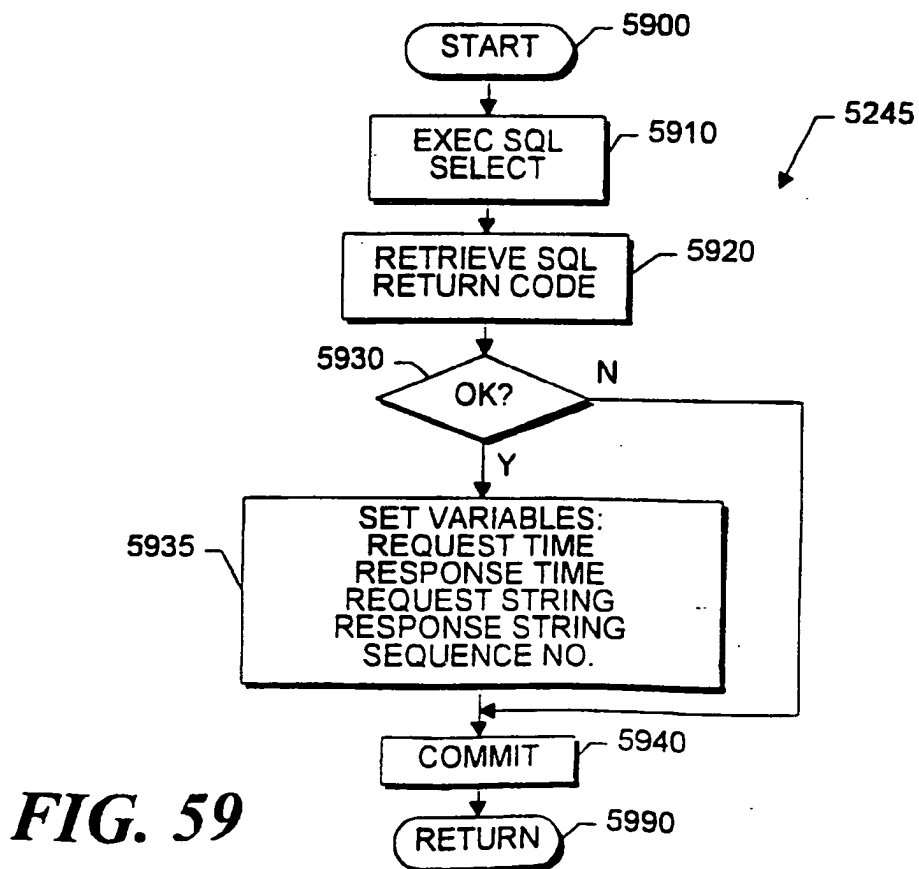 START
5900
5245
EXEC SQL
SELECT
5910
RETRIEVE SQL
RETURN CODE
5920
5930
OK?
N
Y
5935
SET VARIABLES:
REQUEST TIME
RESPONSE TIME
REQUEST STRING
RESPONSE STRING
SEQUENCE NO.
COMMIT
5940
RETURN
5990
FIG. 59